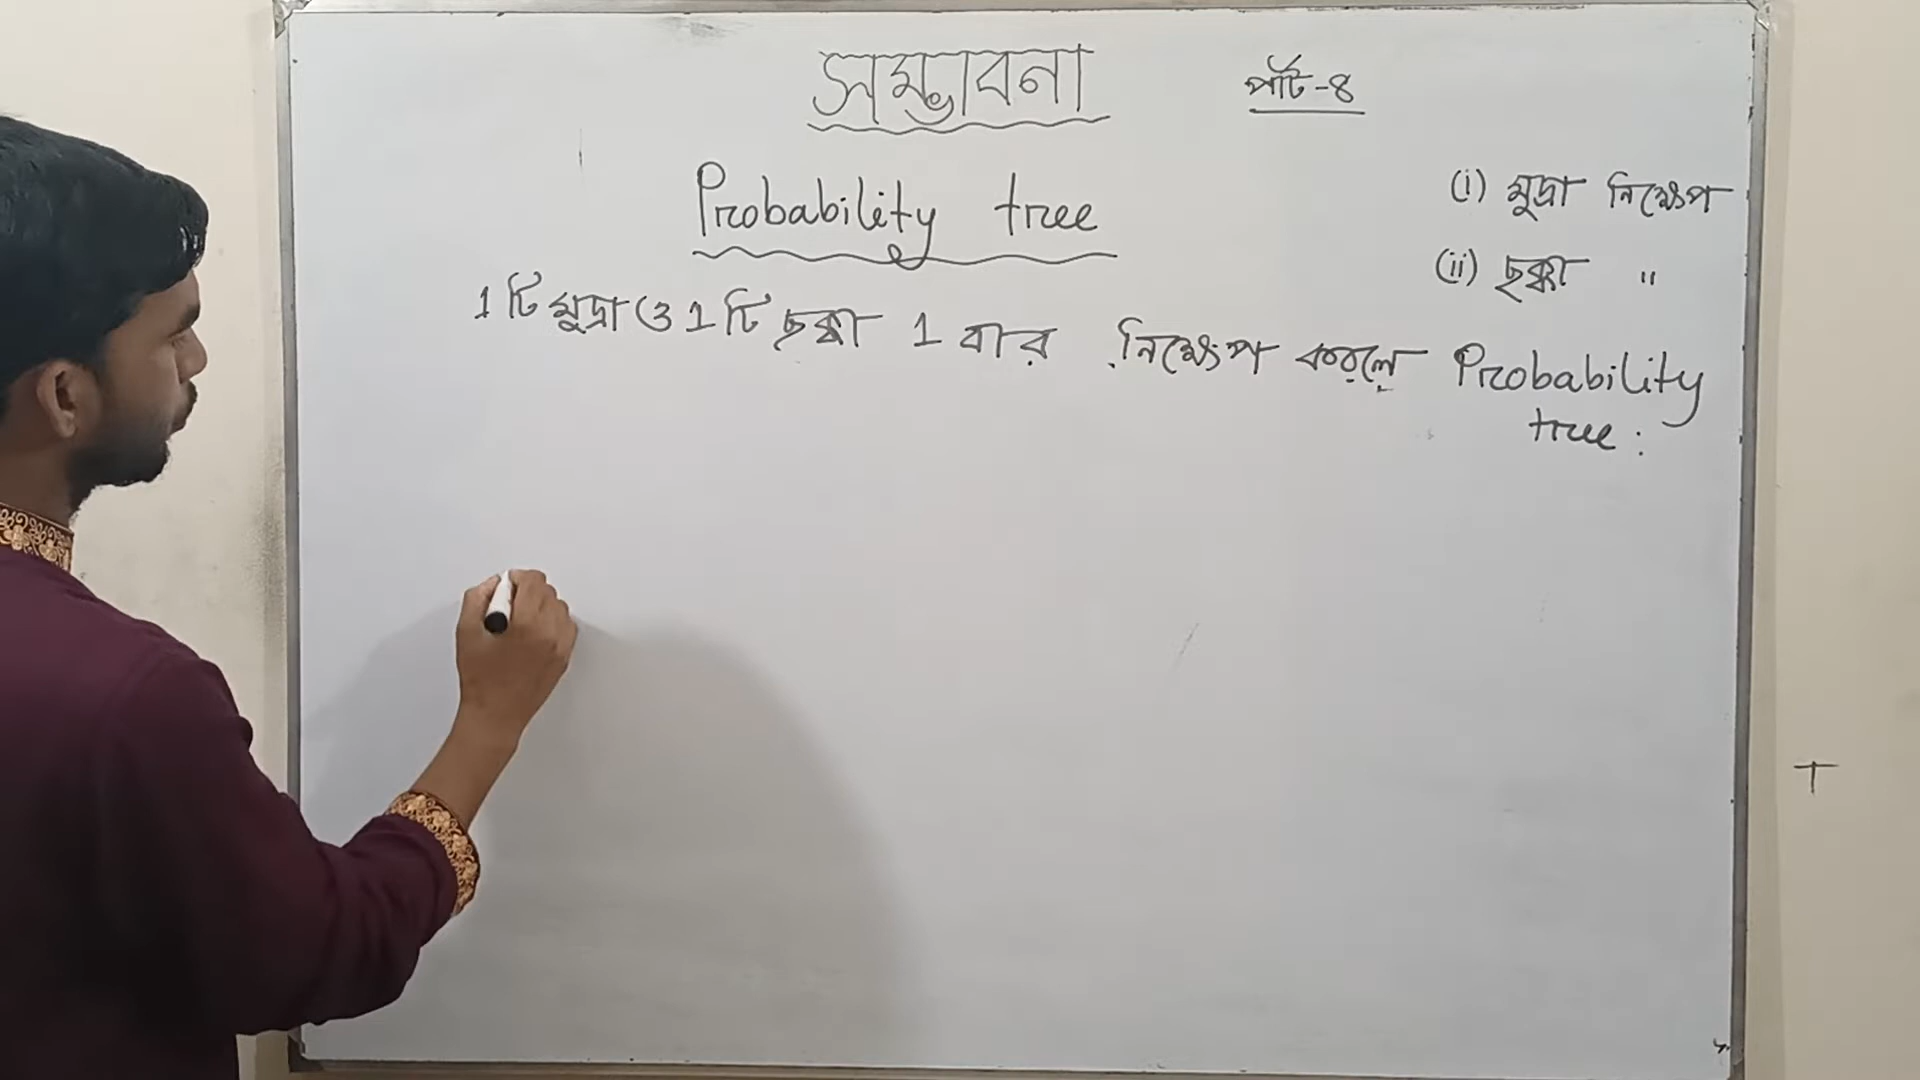 সম্ভাবনা
পার্ট-৪
Probability tree
(i) মুদ্রা নিক্ষেপ
(ii) ছক্কা "
1 টি মুদ্রা ও 1 টি ছক্কা 1 বার নিক্ষেপ করলে Probability
tree :
T